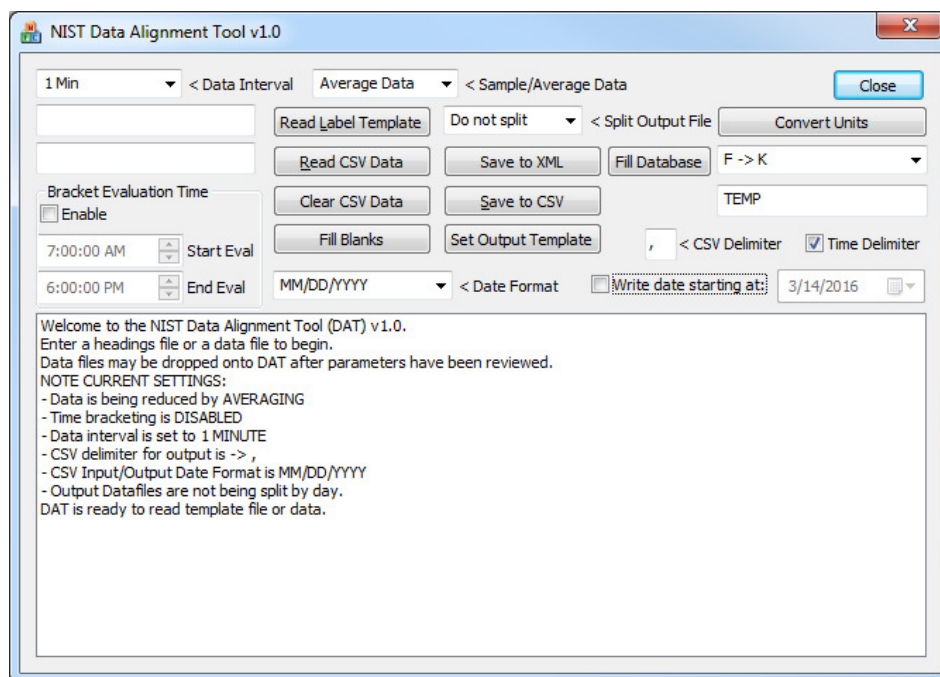 NIST Data Alignment Tool v1.0
1 Min < Data Interval Average Data < Sample/Average Data Close
Read Label Template Do not split < Split Output File Convert Units
Read CSV Data Save to XML Fill Database F -> K
Bracket Evaluation Time
Enable Clear CSV Data Save to CSV TEMP
7:00:00 AM Start Eval Fill Blanks Set Output Template , < CSV Delimiter Time Delimiter
6:00:00 PM End Eval MM/DD/YYYY < Date Format Write date starting at: 3/14/2016
Welcome to the NIST Data Alignment Tool (DAT) v1.0.
Enter a headings file or a data file to begin.
Data files may be dropped onto DAT after parameters have been reviewed.
NOTE CURRENT SETTINGS:
- Data is being reduced by AVERAGING
- Time bracketing is DISABLED
- Data interval is set to 1 MINUTE
- CSV delimiter for output is -> ,
- CSV Input/Output Date Format is MM/DD/YYYY
- Output Datafiles are not being split by day.
DAT is ready to read template file or data.